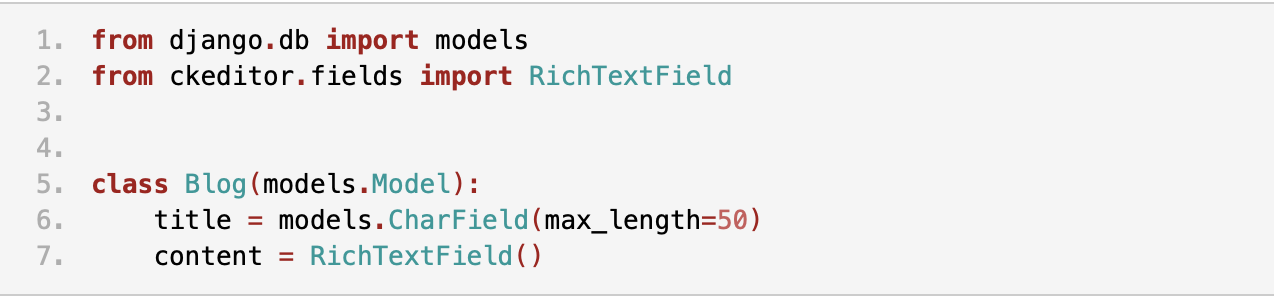 1. from django.db import models
2. from ckeditor.fields import RichTextField
3.
4.
5. class Blog(models.Model):
6.     title = models.CharField(max_length=50)
7.     content = RichTextField()